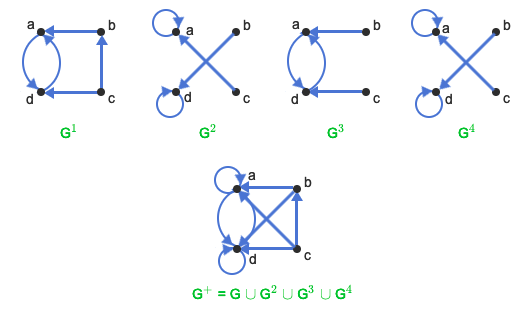 a b a b a b a b
d c d c d c d c
G¹ G² G³ G⁴
a b
d c
G⁺ = G ∪ G² ∪ G³ ∪ G⁴